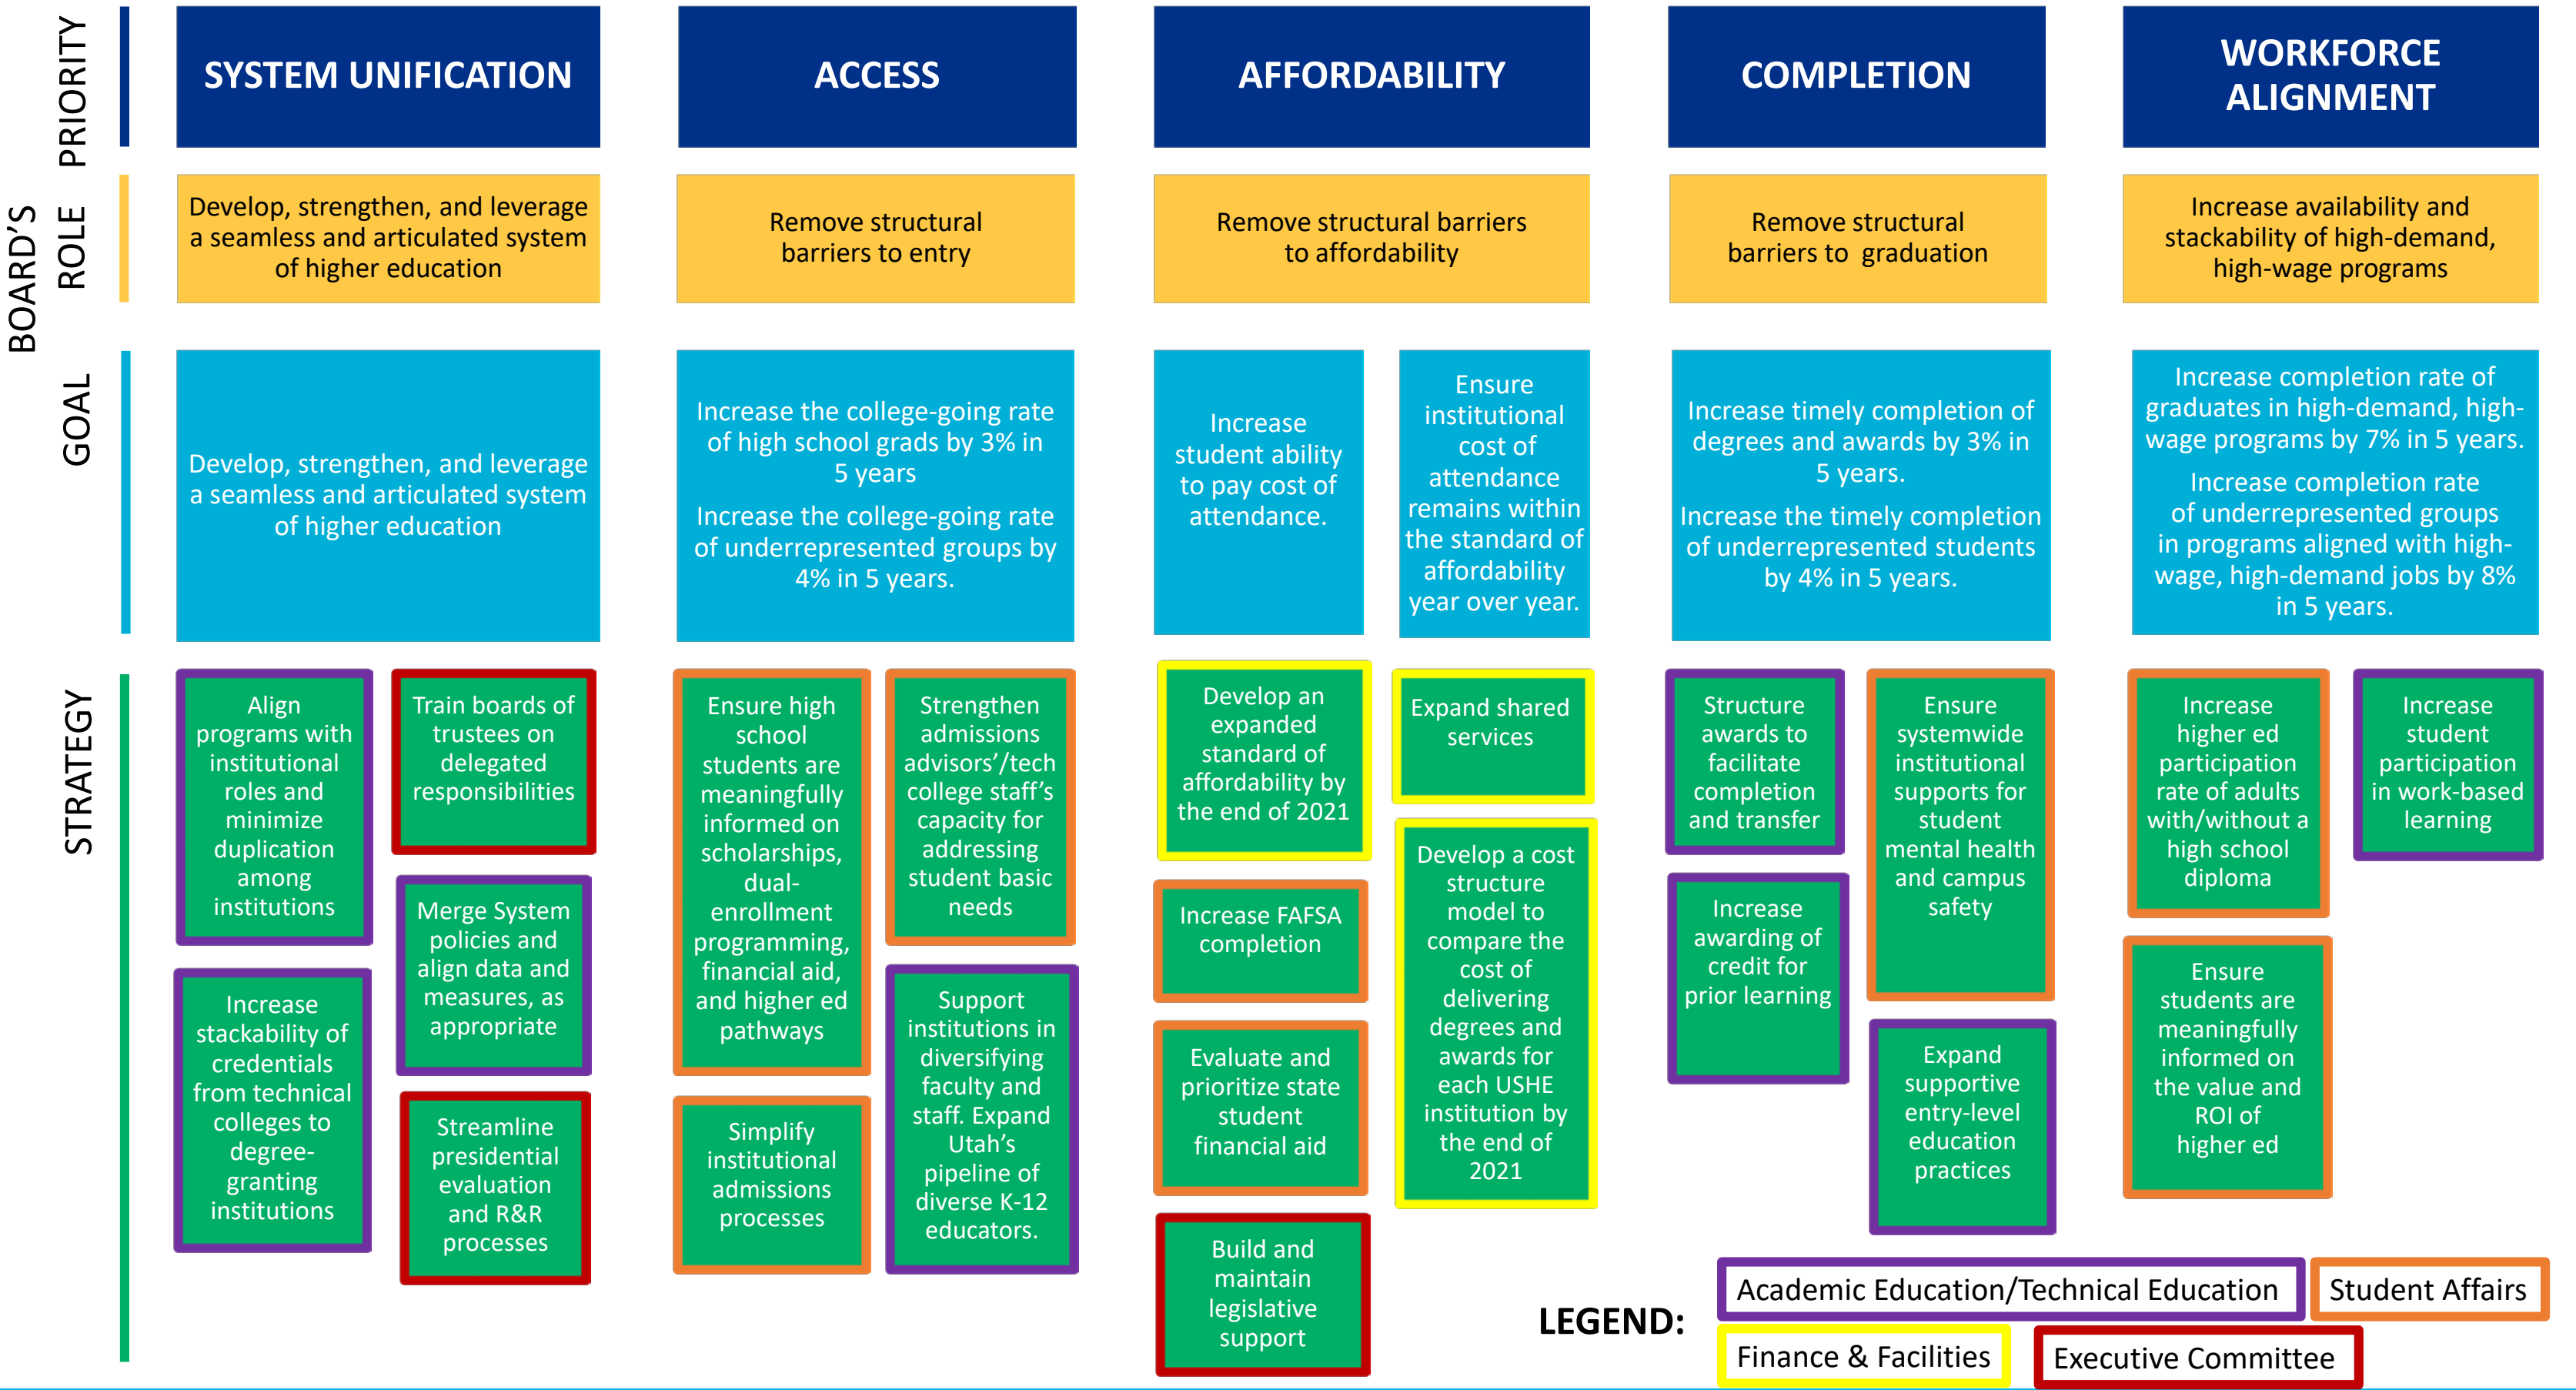 PRIORITY
SYSTEM UNIFICATION
ACCESS
AFFORDABILITY
COMPLETION
WORKFORCE
ALIGNMENT
BOARD'S
ROLE
Develop, strengthen, and leverage
a seamless and articulated system
of higher education
Remove structural
barriers to entry
Remove structural barriers
to affordability
Remove structural
barriers to graduation
Increase availability and
stackability of high-demand,
high-wage programs
GOAL
Develop, strengthen, and leverage
a seamless and articulated system
of higher education
Increase the college-going rate
of high school grads by 3% in
5 years
Increase the college-going rate
of underrepresented groups by
4% in 5 years.
Increase
student ability
to pay cost of
attendance.
Ensure
institutional
cost of
attendance
remains within
the standard of
affordability
year over year.
Increase timely completion of
degrees and awards by 3% in
5 years.
Increase the timely completion
of underrepresented students
by 4% in 5 years.
Increase completion rate of
graduates in high-demand, high-
wage programs by 7% in 5 years.
Increase completion rate
of underrepresented groups
in programs aligned with high-
wage, high-demand jobs by 8%
in 5 years.
STRATEGY
Align
programs with
institutional
roles and
minimize
duplication
among
institutions
Increase
stackability of
credentials
from technical
colleges to
degree-
granting
institutions
Train boards of
trustees on
delegated
responsibilities
Merge System
policies and
align data and
measures, as
appropriate
Streamline
presidential
evaluation
and R&R
processes
Ensure high
school
students are
meaningfully
informed on
scholarships,
dual-
enrollment
programming,
financial aid,
and higher ed
pathways
Simplify
institutional
admissions
processes
Strengthen
admissions
advisors'/tech
college staff's
capacity for
addressing
student basic
needs
Support
institutions in
diversifying
faculty and
staff. Expand
Utah's
pipeline of
diverse K-12
educators.
Develop an
expanded
standard of
affordability by
the end of 2021
Increase FAFSA
completion
Evaluate and
prioritize state
student
financial aid
Build and
maintain
legislative
support
Expand shared
services
Develop a cost
structure
model to
compare the
cost of
delivering
degrees and
awards for
each USHE
institution by
the end of
2021
Structure
awards to
facilitate
completion
and transfer
Increase
awarding of
credit for
prior learning
Ensure
systemwide
institutional
supports for
student
mental health
and campus
safety
Expand
supportive
entry-level
education
practices
Increase
higher ed
participation
rate of adults
with/without a
high school
diploma
Ensure
students are
meaningfully
informed on
the value and
ROI of
higher ed
Increase
student
participation
in work-based
learning
LEGEND:
Academic Education/Technical Education
Student Affairs
Finance & Facilities
Executive Committee